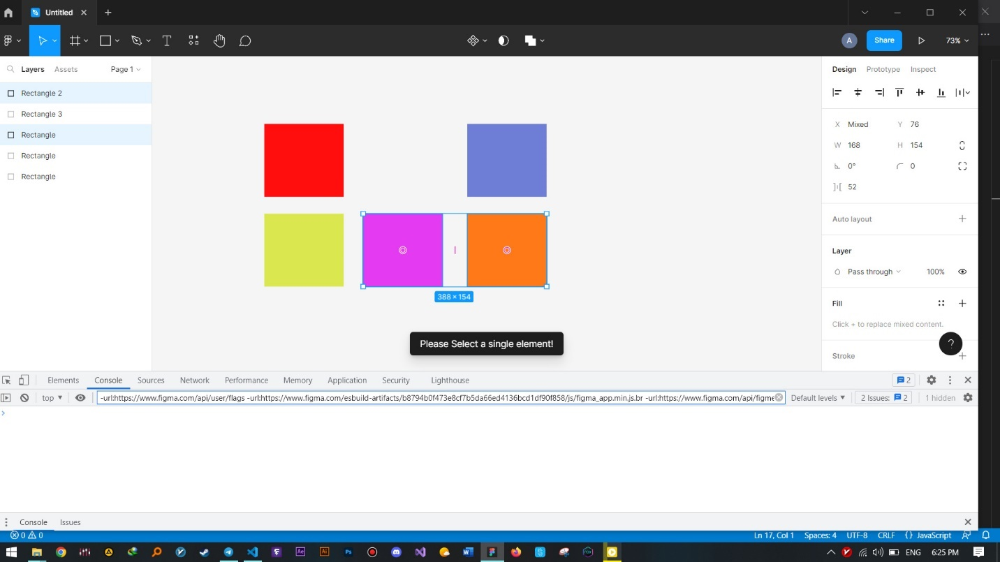 Untitled
A
Share
73%
Layers
Assets
Page 1
Design
Prototype
Inspect
Rectangle 2
Rectangle 3
Rectangle
Rectangle
Rectangle
X Mixed Y 76
W 168 H 154
0° 0
52
Auto layout
Layer
Pass through 100%
Fill
Click + to replace mixed content.
Stroke
388 × 154
Please Select a single element!
?
Elements Console Sources Network Performance Memory Application Security Lighthouse 2
top -url:https://www.figma.com/api/user/flags -url:https://www.figma.com/esbuild-artifacts/b8794b0f473e8cf7b5da66ed4136bcd1df90f858/js/figma_app.min.js.br -url:https://www.figma.com/api/figme Default levels 2 Issues: 2 1 hidden
Console Issues
0 0 Ln 17, Col 1 Spaces: 4 UTF-8 CRLF {} JavaScript
Ae Ai Ps W ENG 6:25 PM